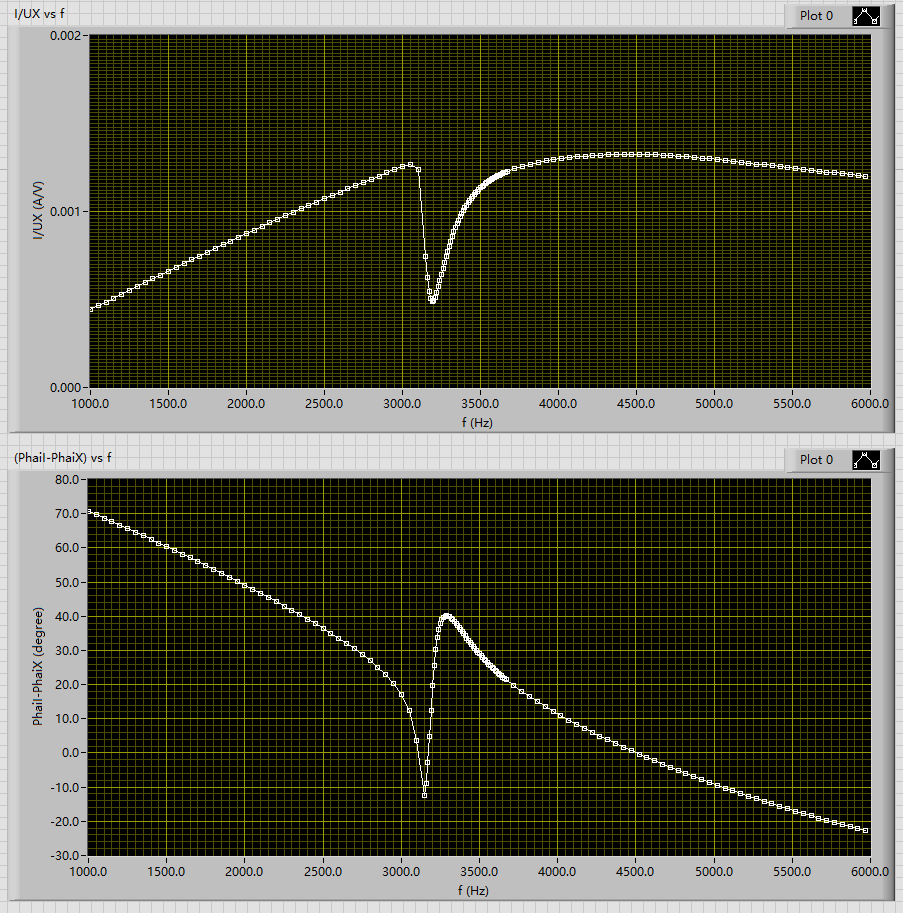 I/UX vs f
Plot 0
I/UX (A/V)
0.002
0.001
0.000
1000.0 1500.0 2000.0 2500.0 3000.0 3500.0 4000.0 4500.0 5000.0 5500.0 6000.0
f (Hz)
(PhaiI-PhaiX) vs f
Plot 0
PhaiI-PhaiX (degree)
80.0
70.0
60.0
50.0
40.0
30.0
20.0
10.0
0.0
-10.0
-20.0
-30.0
1000.0 1500.0 2000.0 2500.0 3000.0 3500.0 4000.0 4500.0 5000.0 5500.0 6000.0
f (Hz)